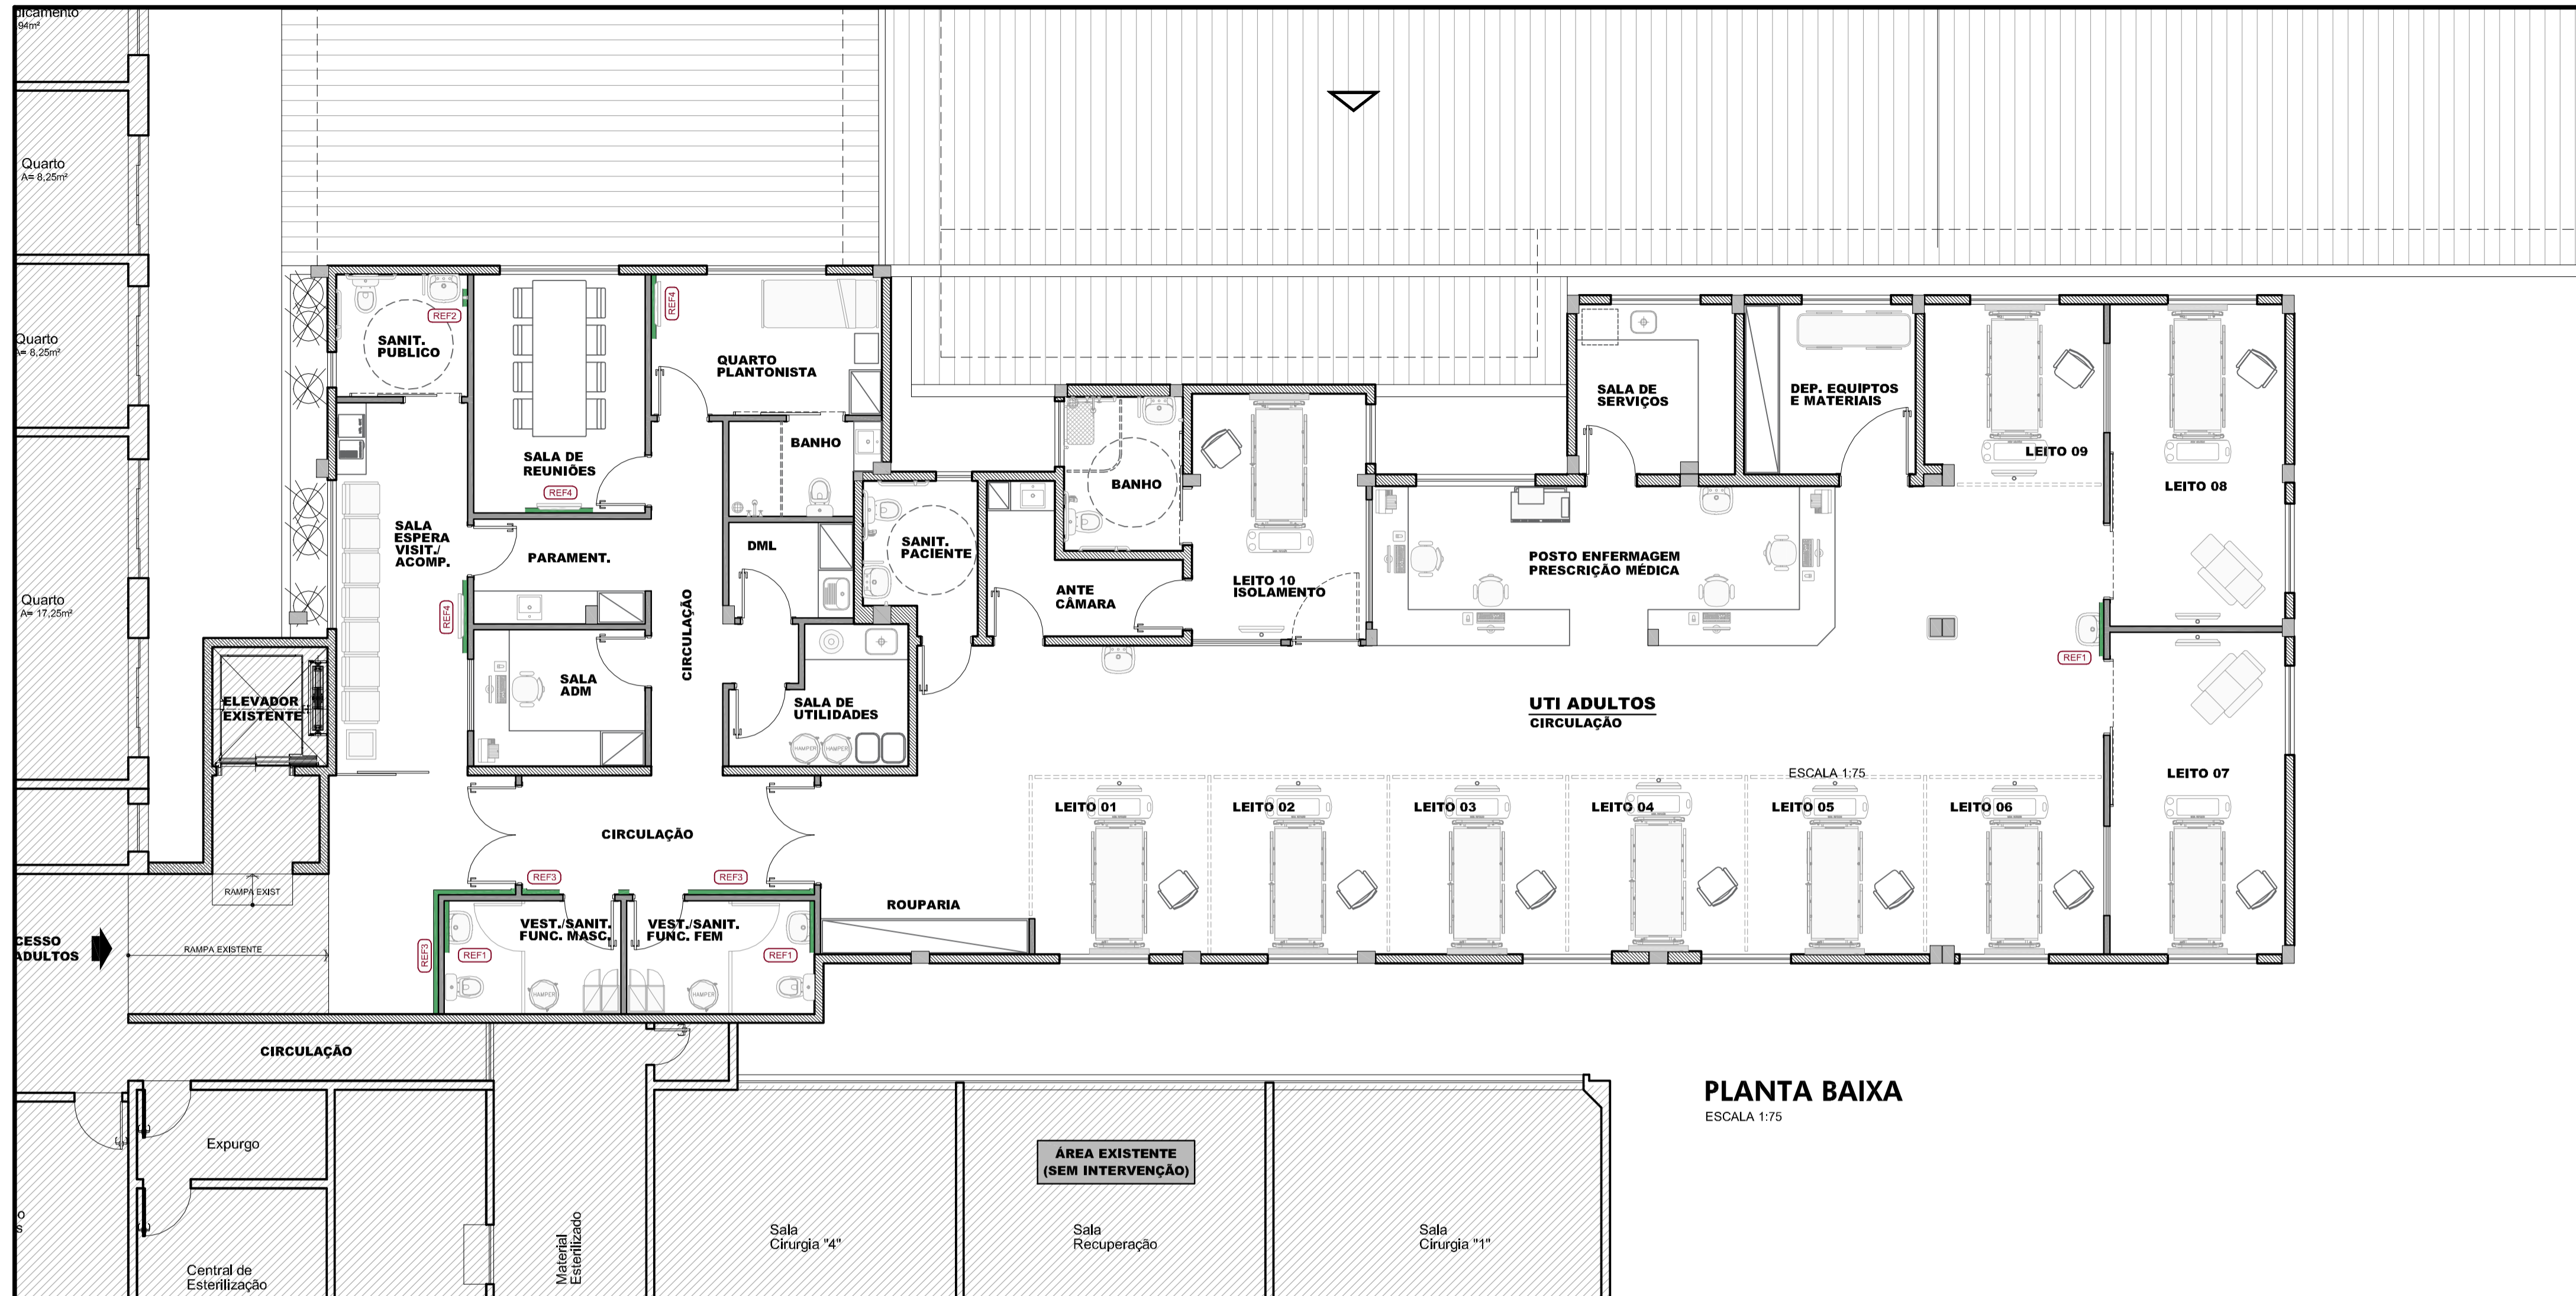 94m²
Quarto
A= 8,25m²
Quarto
A= 8,25m²
Quarto
A= 17,25m²
SANIT.
PUBLICO
REF2
REF4
QUARTO
PLANTONISTA
SALA DE
REUNIÕES
REF4
BANHO
SALA
ESPERA
VISIT./
ACOMP.
PARAMENT.
DML
SANIT.
PACIENTE
ANTE
CÂMARA
BANHO
LEITO 10
ISOLAMENTO
SALA DE
SERVIÇOS
DEP. EQUIPTOS
E MATERIAIS
LEITO 09
LEITO 08
POSTO ENFERMAGEM
PRESCRIÇÃO MÉDICA
REF4
CIRCULAÇÃO
REF1
SALA
ADM
ELEVADOR
EXISTENTE
SALA DE
UTILIDADES
HAMPER
HAMPER
UTI ADULTOS
CIRCULAÇÃO
ESCALA 1:75
LEITO 07
LEITO 01
LEITO 02
LEITO 03
LEITO 04
LEITO 05
LEITO 06
CIRCULAÇÃO
REF3
REF3
RAMPA EXIST
ROUPARIA
VEST./SANIT.
FUNC. MASC.
VEST./SANIT.
FUNC. FEM
REF3
REF1
REF1
CESSO
ADULTOS
RAMPA EXISTENTE
HAMPER
HAMPER
CIRCULAÇÃO
PLANTA BAIXA
ESCALA 1:75
Expurgo
ÁREA EXISTENTE
(SEM INTERVENÇÃO)
Central de
Esterilização
Material
Esterilizado
Sala
Cirurgia "4"
Sala
Recuperação
Sala
Cirurgia "1"